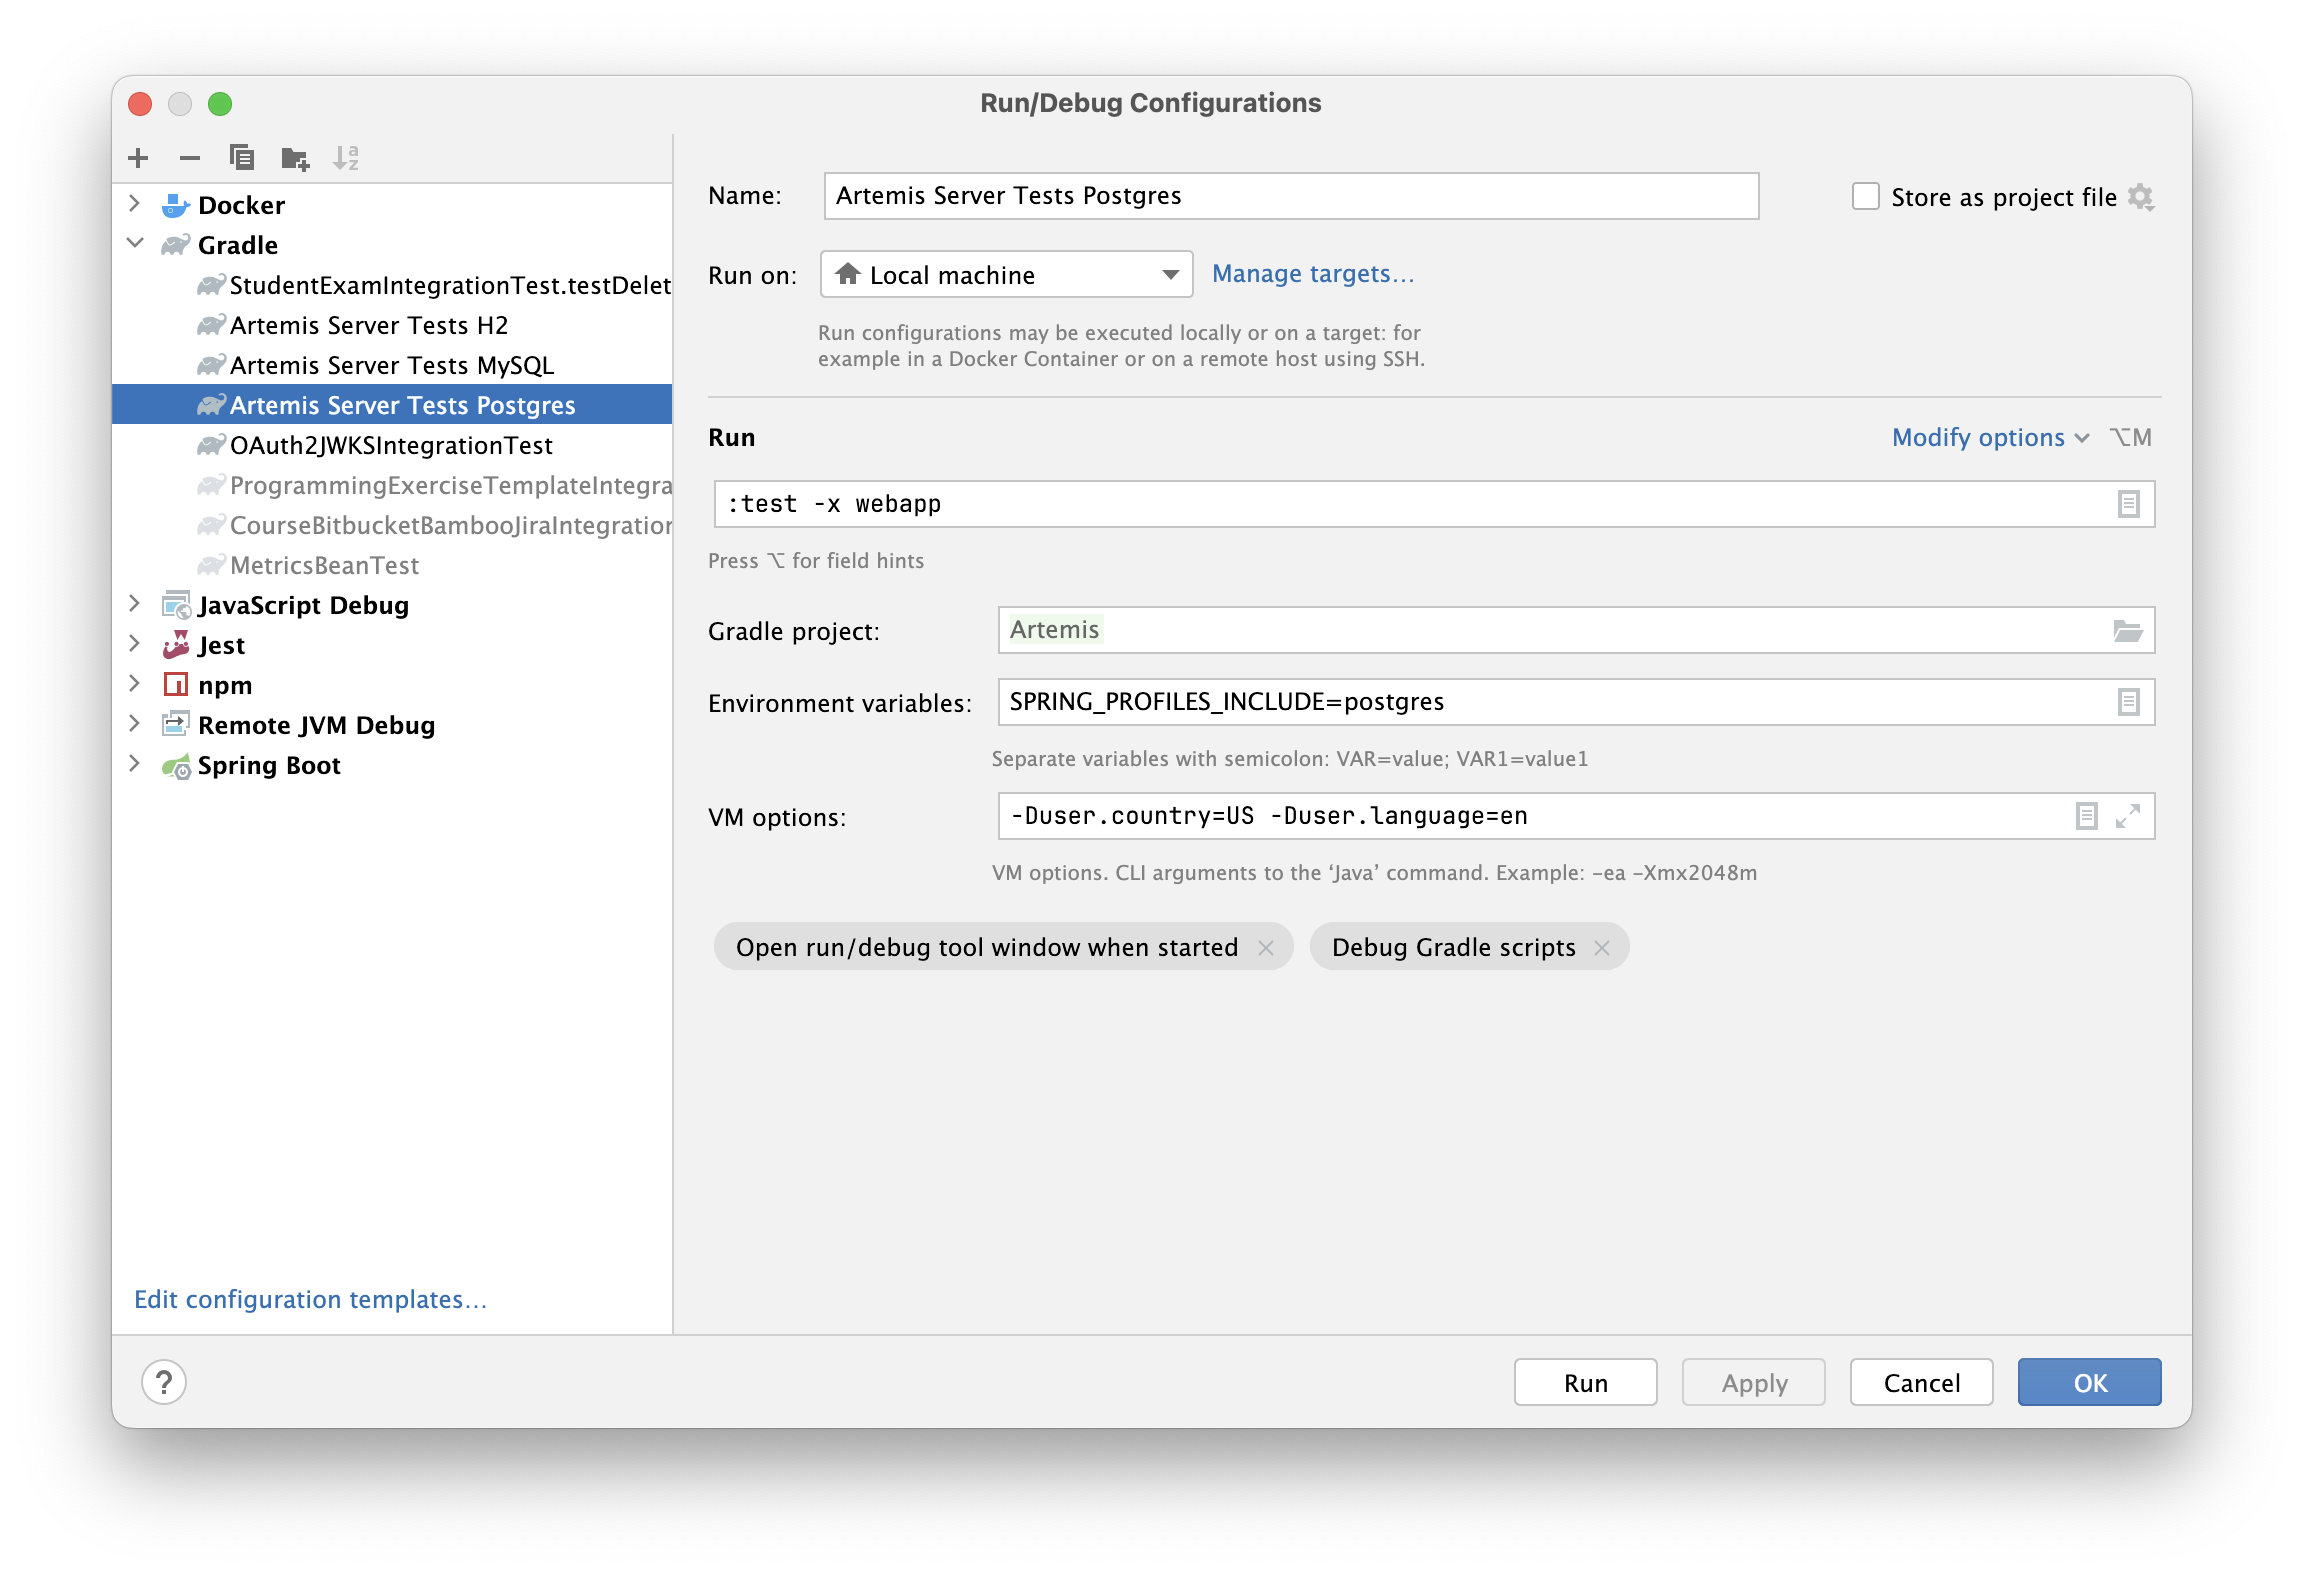 Run/Debug Configurations
Docker
Gradle
StudentExamIntegrationTest.testDelet
Artemis Server Tests H2
Artemis Server Tests MySQL
Artemis Server Tests Postgres
OAuth2JWKSIntegrationTest
ProgrammingExerciseTemplateIntegra
CourseBitbucketBambooJiraIntegration
MetricsBeanTest
JavaScript Debug
Jest
npm
Remote JVM Debug
Spring Boot
Edit configuration templates...
Name: Artemis Server Tests Postgres
Store as project file
Run on: Local machine Manage targets...
Run configurations may be executed locally or on a target: for
example in a Docker Container or on a remote host using SSH.
Run Modify options ⌥M
:test -x webapp
Press ⌥ for field hints
Gradle project: Artemis
Environment variables: SPRING_PROFILES_INCLUDE=postgres
Separate variables with semicolon: VAR=value; VAR1=value1
VM options: -Duser.country=US -Duser.language=en
VM options. CLI arguments to the ‘Java’ command. Example: -ea -Xmx2048m
Open run/debug tool window when started × Debug Gradle scripts ×
? Run Apply Cancel OK